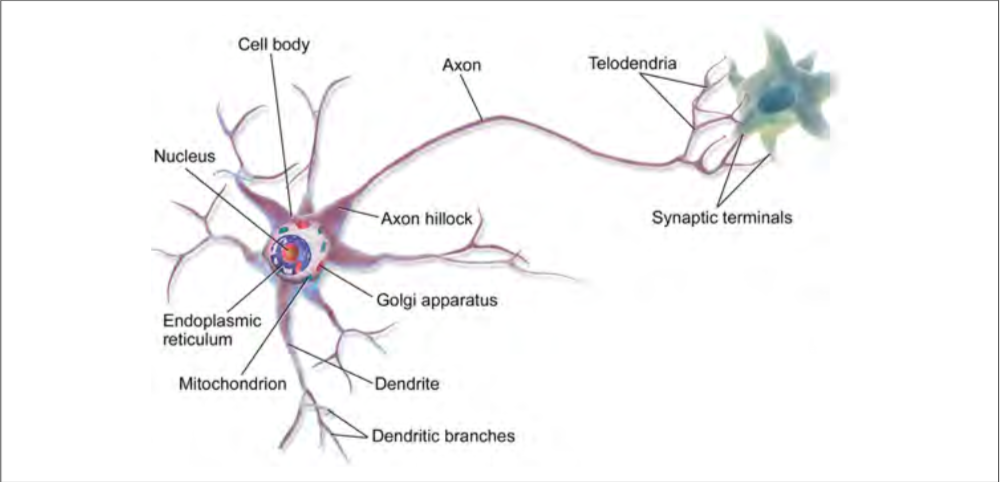 Cell body
Axon
Telodendria
Nucleus
Axon hillock
Synaptic terminals
Golgi apparatus
Endoplasmic
reticulum
Mitochondrion
Dendrite
Dendritic branches